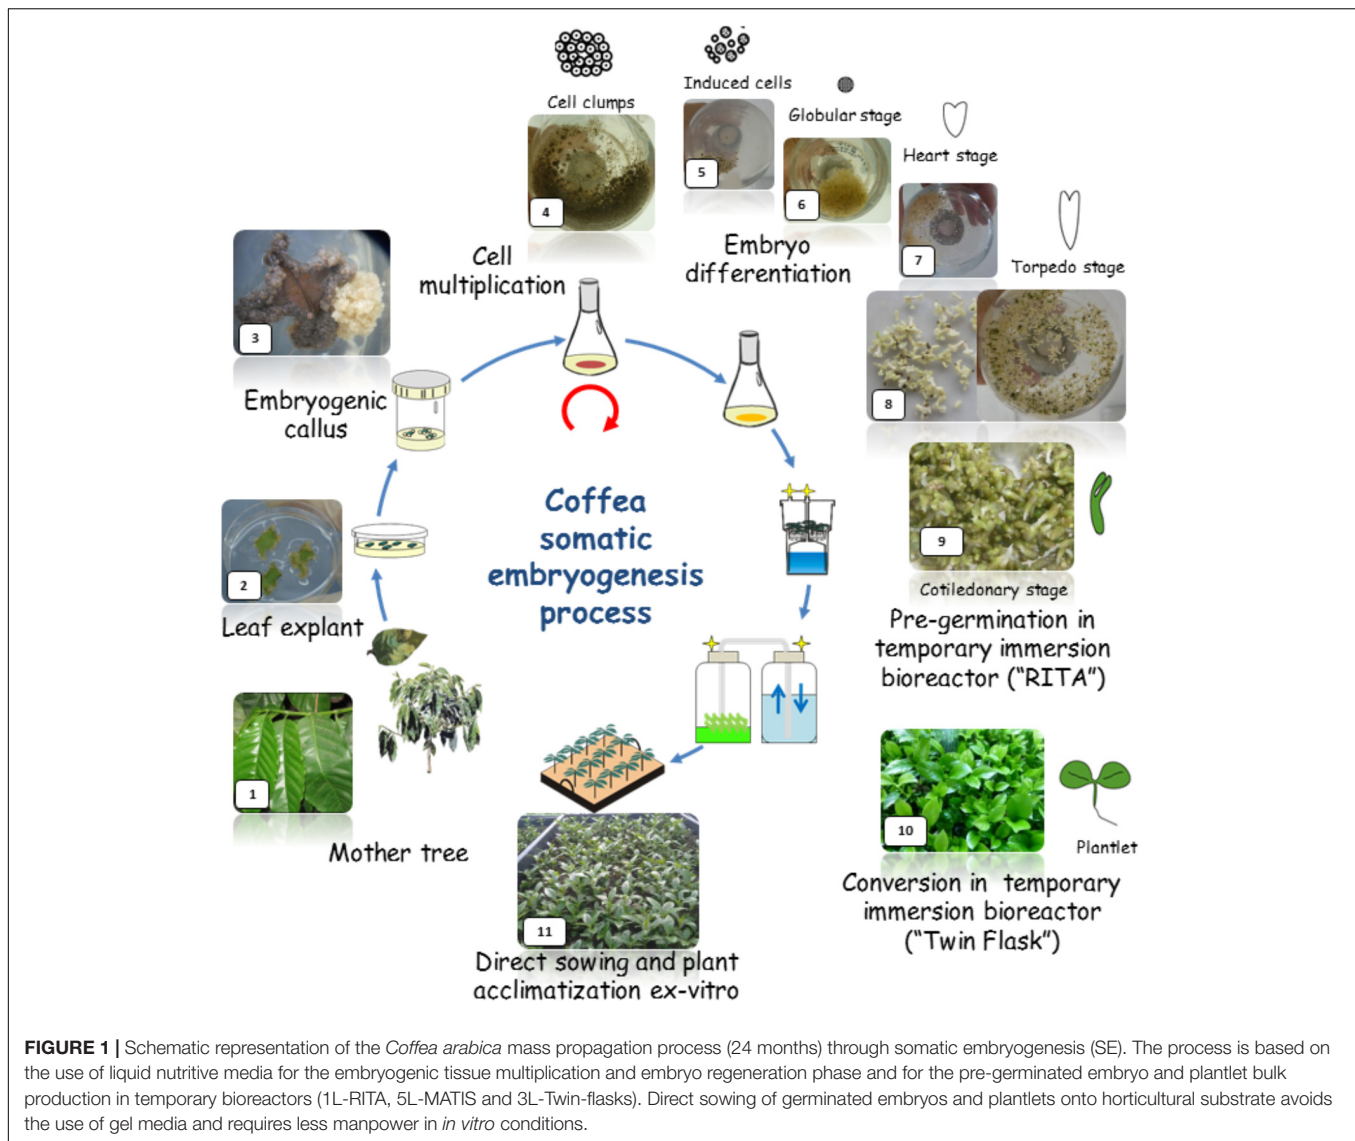 Cell clumps
4
Induced cells
5
Globular stage
6
Heart stage
7
Torpedo stage
8
Cell
multiplication
Embryo
differentiation
3
Embryogenic
callus
2
Leaf explant
1
Mother tree
Coffea
somatic
embryogenesis
process
9
Cotiledonary stage
Pre-germination in
temporary immersion
bioreactor ("RITA")
10
Plantlet
Conversion in temporary
immersion bioreactor
("Twin Flask")
11
Direct sowing and plant
acclimatization ex-vitro
FIGURE 1 | Schematic representation of the Coffea arabica mass propagation process (24 months) through somatic embryogenesis (SE). The process is based on
the use of liquid nutritive media for the embryogenic tissue multiplication and embryo regeneration phase and for the pre-germinated embryo and plantlet bulk
production in temporary bioreactors (1L-RITA, 5L-MATIS and 3L-Twin-flasks). Direct sowing of germinated embryos and plantlets onto horticultural substrate avoids
the use of gel media and requires less manpower in in vitro conditions.